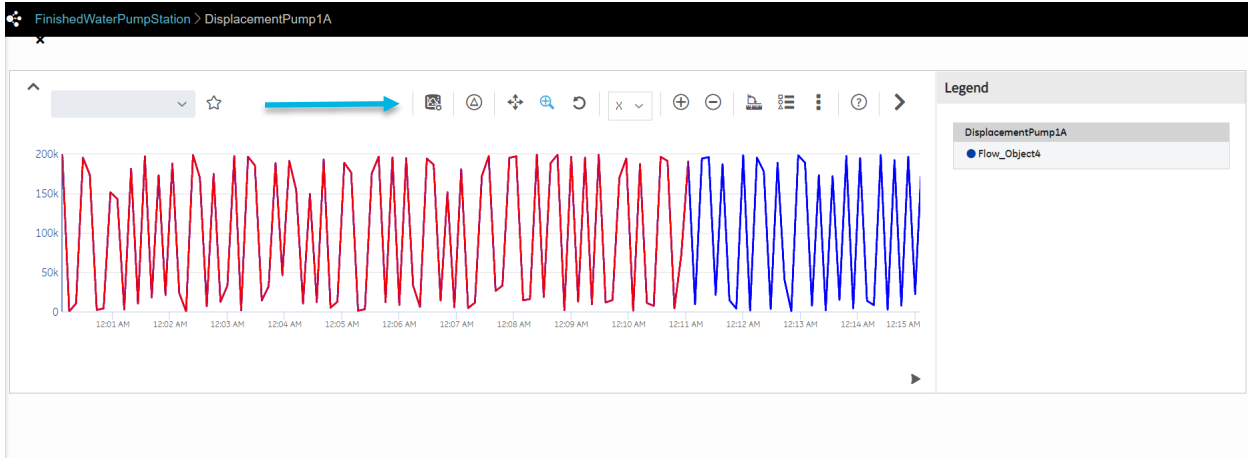 FinishedWaterPumpStation > DisplacementPump1A
x
X
?
Legend
DisplacementPump1A
Flow_Object4
200k
150k
100k
50k
0
12:01 AM 12:02 AM 12:03 AM 12:04 AM 12:05 AM 12:06 AM 12:07 AM 12:08 AM 12:09 AM 12:10 AM 12:11 AM 12:12 AM 12:13 AM 12:14 AM 12:15 AM